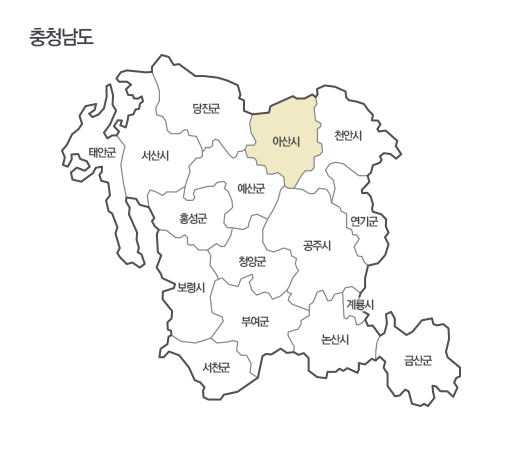 충청남도
당진군
아산시
천안시
태안군
서산시
예산군
홍성군
연기군
공주시
청양군
보령시
계룡시
부여군
논산시
서천군
금산군